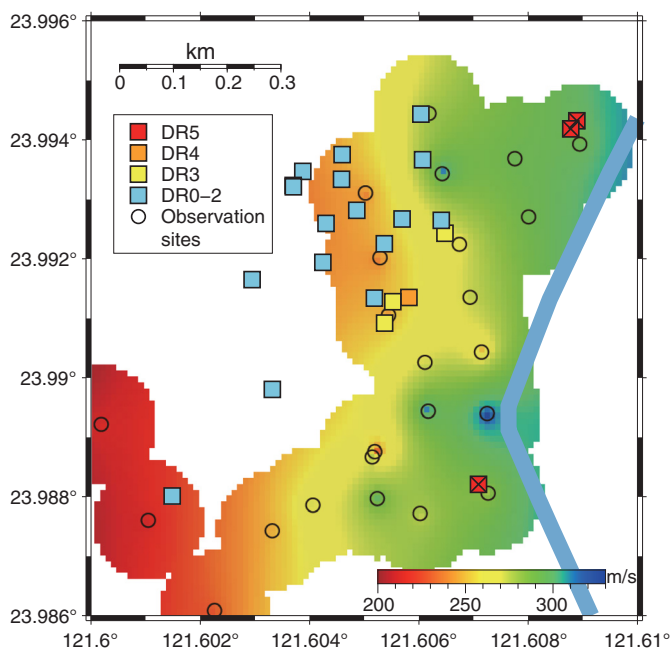 23.996°
23.994°
23.992°
23.99°
23.988°
23.986°
km
0 0.1 0.2 0.3
DR5
DR4
DR3
DR0−2
Observation
sites
m/s
200 250 300
121.6° 121.602° 121.604° 121.606° 121.608° 121.61°